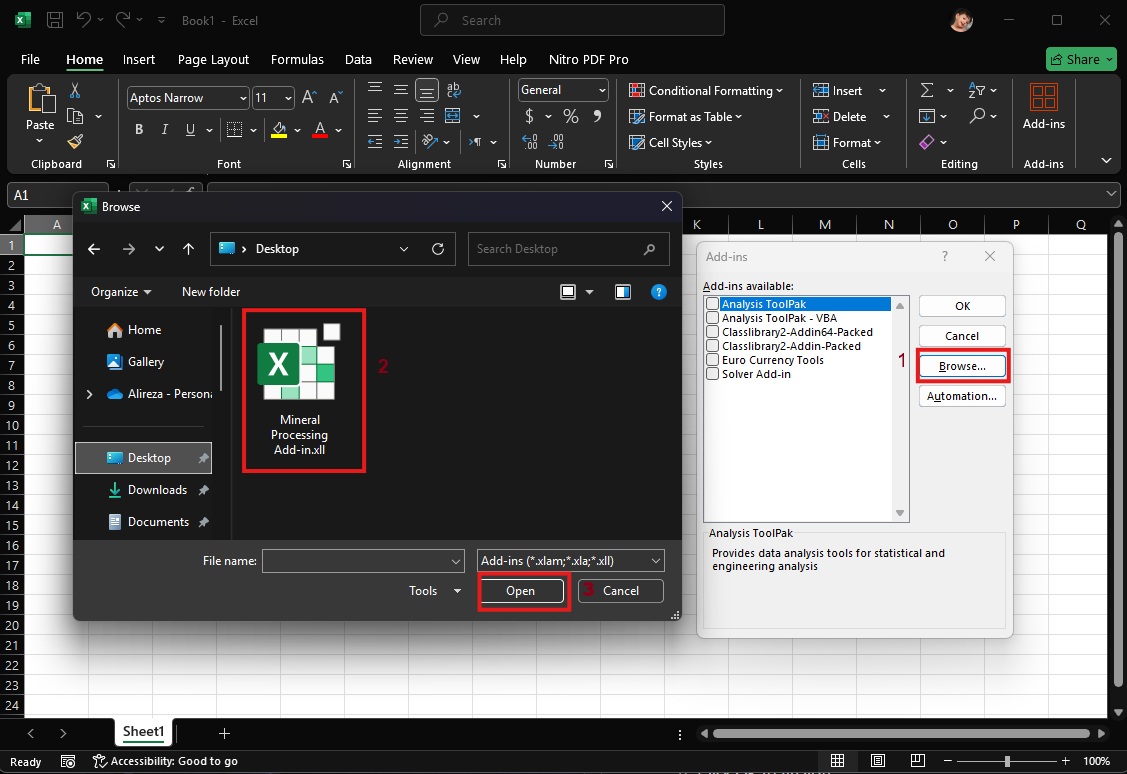 Book1 - Excel
Search
File Home Insert Page Layout Formulas Data Review View Help Nitro PDF Pro
Share
Paste
Clipboard
Aptos Narrow 11
B I U
Font
Alignment
General
$ %
Number
Conditional Formatting
Format as Table
Cell Styles
Styles
Insert
Delete
Format
Cells
Editing
Add-ins
Add-ins
A1
A K L M N O P Q
1
2
3
4
5
6
7
8
9
10
11
12
13
14
15
16
17
18
19
20
21
22
23
24
Browse
Desktop
Search Desktop
Organize
New folder
?
Home
Gallery
Alireza - Persona
Desktop
Downloads
Documents
X
Mineral
Processing
Add-in.xll
2
File name:
Add-ins (*.xlam;*.xla;*.xll)
Tools
Open
3
Cancel
Add-ins
?
Add-ins available:
Analysis ToolPak
Analysis ToolPak - VBA
Classlibrary2-Addin64-Packed
Classlibrary2-Addin-Packed
Euro Currency Tools
Solver Add-in
OK
Cancel
1
Browse...
Automation...
Analysis ToolPak
Provides data analysis tools for statistical and
engineering analysis
Sheet1
Ready
Accessibility: Good to go
100%